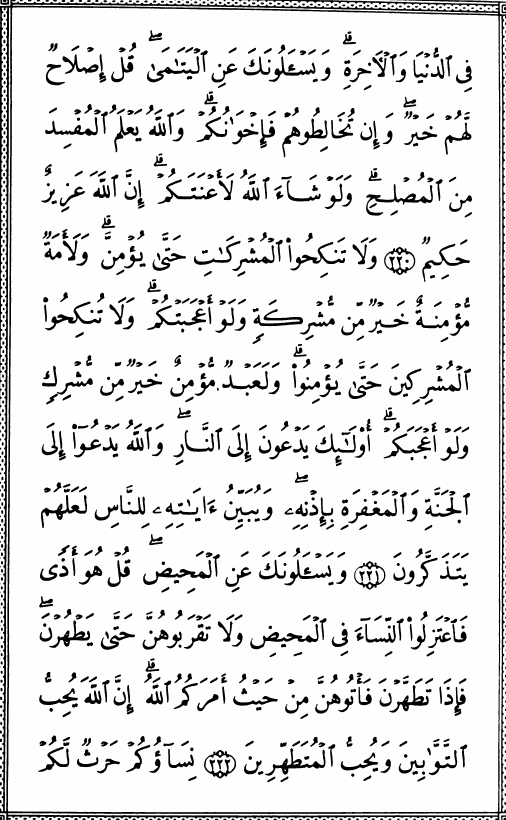 فِى ٱلدُّنْيَا وَٱلْـَٔاخِرَةِ ۗ وَيَسْـَٔلُونَكَ عَنِ ٱلْيَتَـٰمَىٰ ۖ قُلْ إِصْلَاحٌ
لَّهُمْ خَيْرٌ ۖ وَإِن تُخَالِطُوهُمْ فَإِخْوَٰنُكُمْ ۚ وَٱللَّهُ يَعْلَمُ ٱلْمُفْسِدَ
مِنَ ٱلْمُصْلِحِ ۚ وَلَوْ شَآءَ ٱللَّهُ لَأَعْنَتَكُمْ ۚ إِنَّ ٱللَّهَ عَزِيزٌ
حَكِيمٌ ﴿٢٢٠﴾ وَلَا تَنكِحُوا۟ ٱلْمُشْرِكَـٰتِ حَتَّىٰ يُؤْمِنَّ ۚ وَلَأَمَةٌ
مُّؤْمِنَةٌ خَيْرٌ مِّن مُّشْرِكَةٍ وَلَوْ أَعْجَبَتْكُمْ ۗ وَلَا تُنكِحُوا۟
ٱلْمُشْرِكِينَ حَتَّىٰ يُؤْمِنُوا۟ ۚ وَلَعَبْدٌ مُّؤْمِنٌ خَيْرٌ مِّن مُّشْرِكٍ
وَلَوْ أَعْجَبَكُمْ ۗ أُو۟لَـٰٓئِكَ يَدْعُونَ إِلَى ٱلنَّارِ ۖ وَٱللَّهُ يَدْعُوٓا۟ إِلَى
ٱلْجَنَّةِ وَٱلْمَغْفِرَةِ بِإِذْنِهِۦ ۖ وَيُبَيِّنُ ءَايَـٰتِهِۦ لِلنَّاسِ لَعَلَّهُمْ
يَتَذَكَّرُونَ ﴿٢٢١﴾ وَيَسْـَٔلُونَكَ عَنِ ٱلْمَحِيضِ ۖ قُلْ هُوَ أَذًى
فَٱعْتَزِلُوا۟ ٱلنِّسَآءَ فِى ٱلْمَحِيضِ وَلَا تَقْرَبُوهُنَّ حَتَّىٰ يَطْهُرْنَ ۖ
فَإِذَا تَطَهَّرْنَ فَأْتُوهُنَّ مِنْ حَيْثُ أَمَرَكُمُ ٱللَّهُ ۚ إِنَّ ٱللَّهَ يُحِبُّ
ٱلتَّوَّٰبِينَ وَيُحِبُّ ٱلْمُتَطَهِّرِينَ ﴿٢٢٢﴾ نِسَآؤُكُمْ حَرْثٌ لَّكُمْ